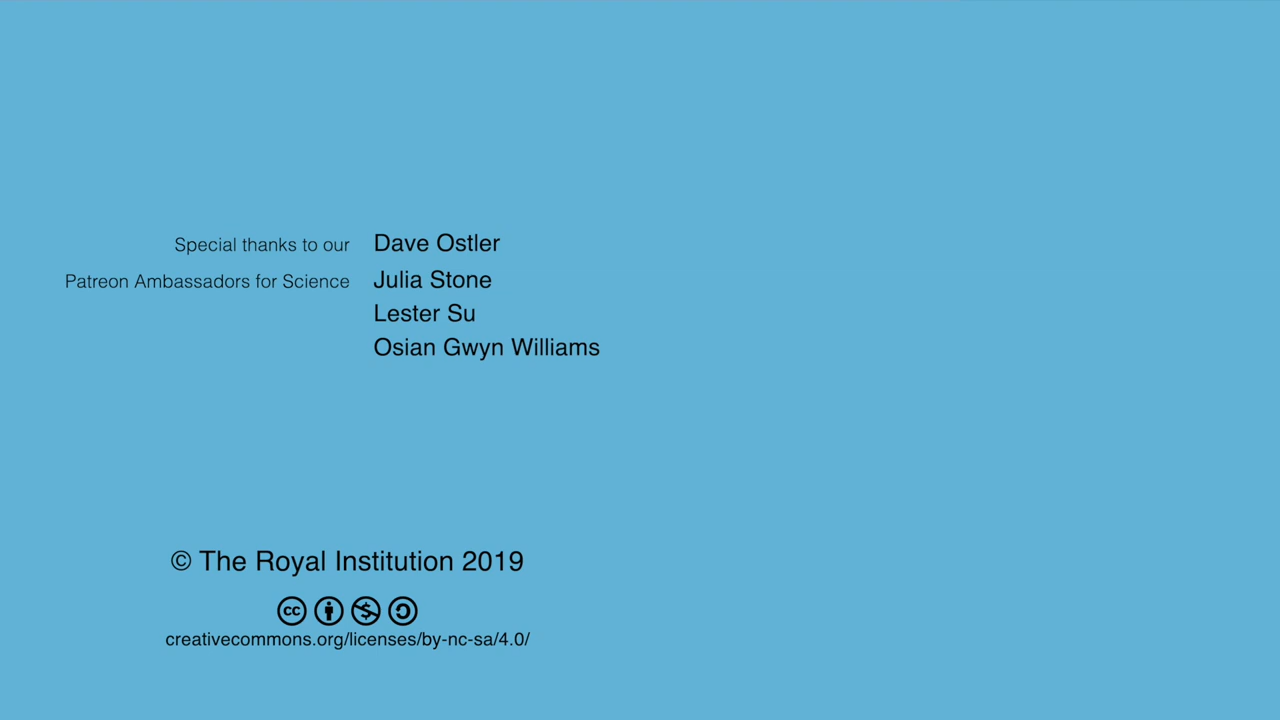 Special thanks to our Dave Ostler
Patreon Ambassadors for Science Julia Stone
Lester Su
Osian Gwyn Williams
© The Royal Institution 2019
creativecommons.org/licenses/by-nc-sa/4.0/